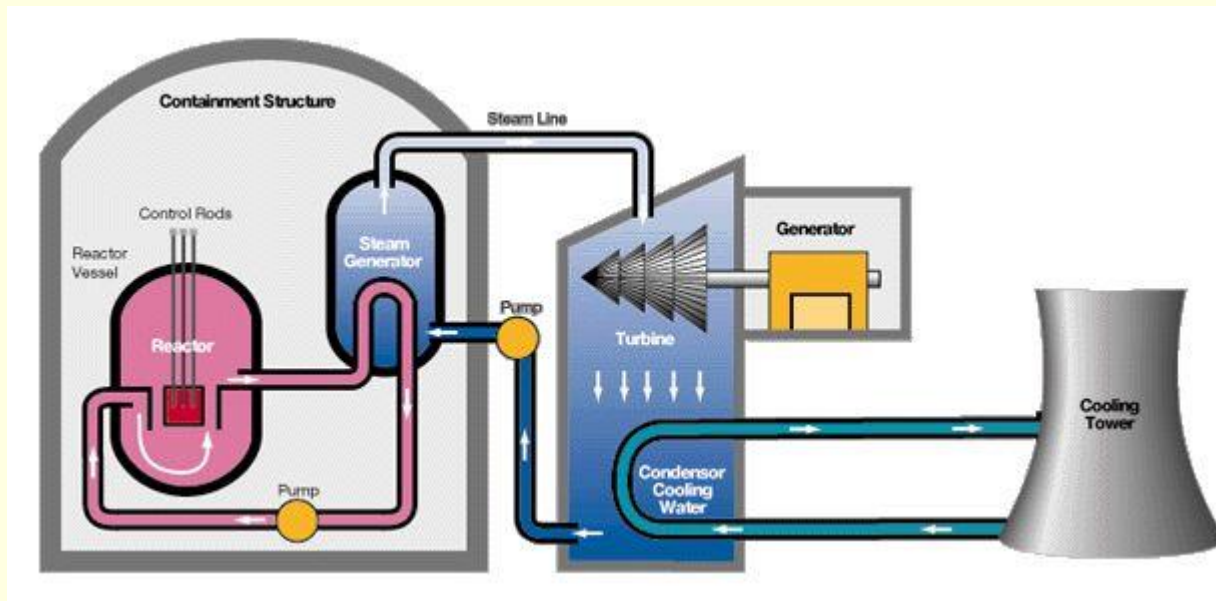 Containment Structure
Steam Line
Control Rods
Reactor
Vessel
Steam
Generator
Generator
Pump
Reactor
Turbine
Cooling
Tower
Condensor
Cooling
Water
Pump